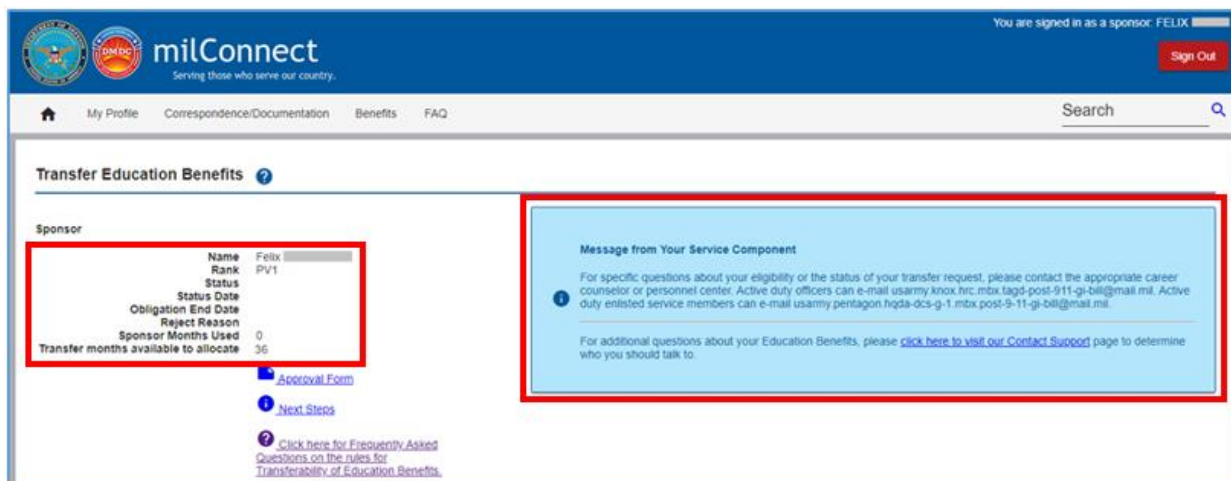 You are signed in as a sponsor: FELIX
DMDC
milConnect
Serving those who serve our country.
Sign Out
My Profile Correspondence/Documentation Benefits FAQ Search
Transfer Education Benefits ?
Sponsor
Name Felix
Rank PV1
Status
Status Date
Obligation End Date
Reject Reason
Sponsor Months Used 0
Transfer months available to allocate 36
Approval Form
Next Steps
Click here for Frequently Asked
Questions on the rules for
Transferability of Education Benefits.
Message from Your Service Component
For specific questions about your eligibility or the status of your transfer request, please contact the appropriate career
counselor or personnel center. Active duty officers can e-mail usarmy.knox.hrc.mbx.tagd-post-911-gi-bill@mail.mil. Active
duty enlisted service members can e-mail usarmy.pentagon.hqda-dcs-g-1.mbx.post-9-11-gi-bill@mail.mil.
For additional questions about your Education Benefits, please click here to visit our Contact Support page to determine
who you should talk to.